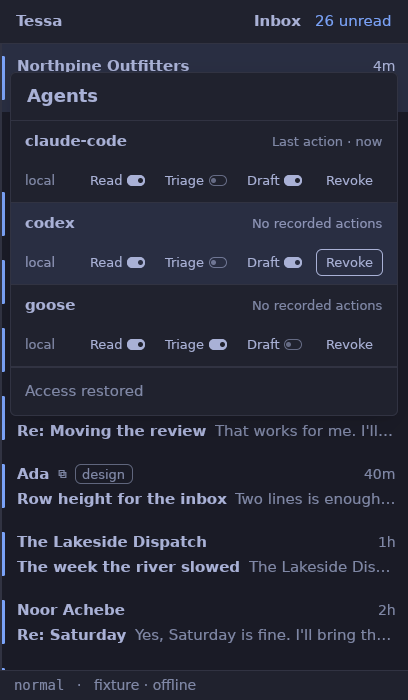 Tessa Inbox 26 unread
Northpine Outfitters 4m
Agents
claude-code Last action · now
local Read Triage Draft Revoke
codex No recorded actions
local Read Triage Draft Revoke
goose No recorded actions
local Read Triage Draft Revoke
Access restored
Re: Moving the review That works for me. I'll…
Ada design 40m
Row height for the inbox Two lines is enough…
The Lakeside Dispatch 1h
The week the river slowed The Lakeside Dis…
Noor Achebe 2h
Re: Saturday Yes, Saturday is fine. I'll bring th…
normal · fixture · offline